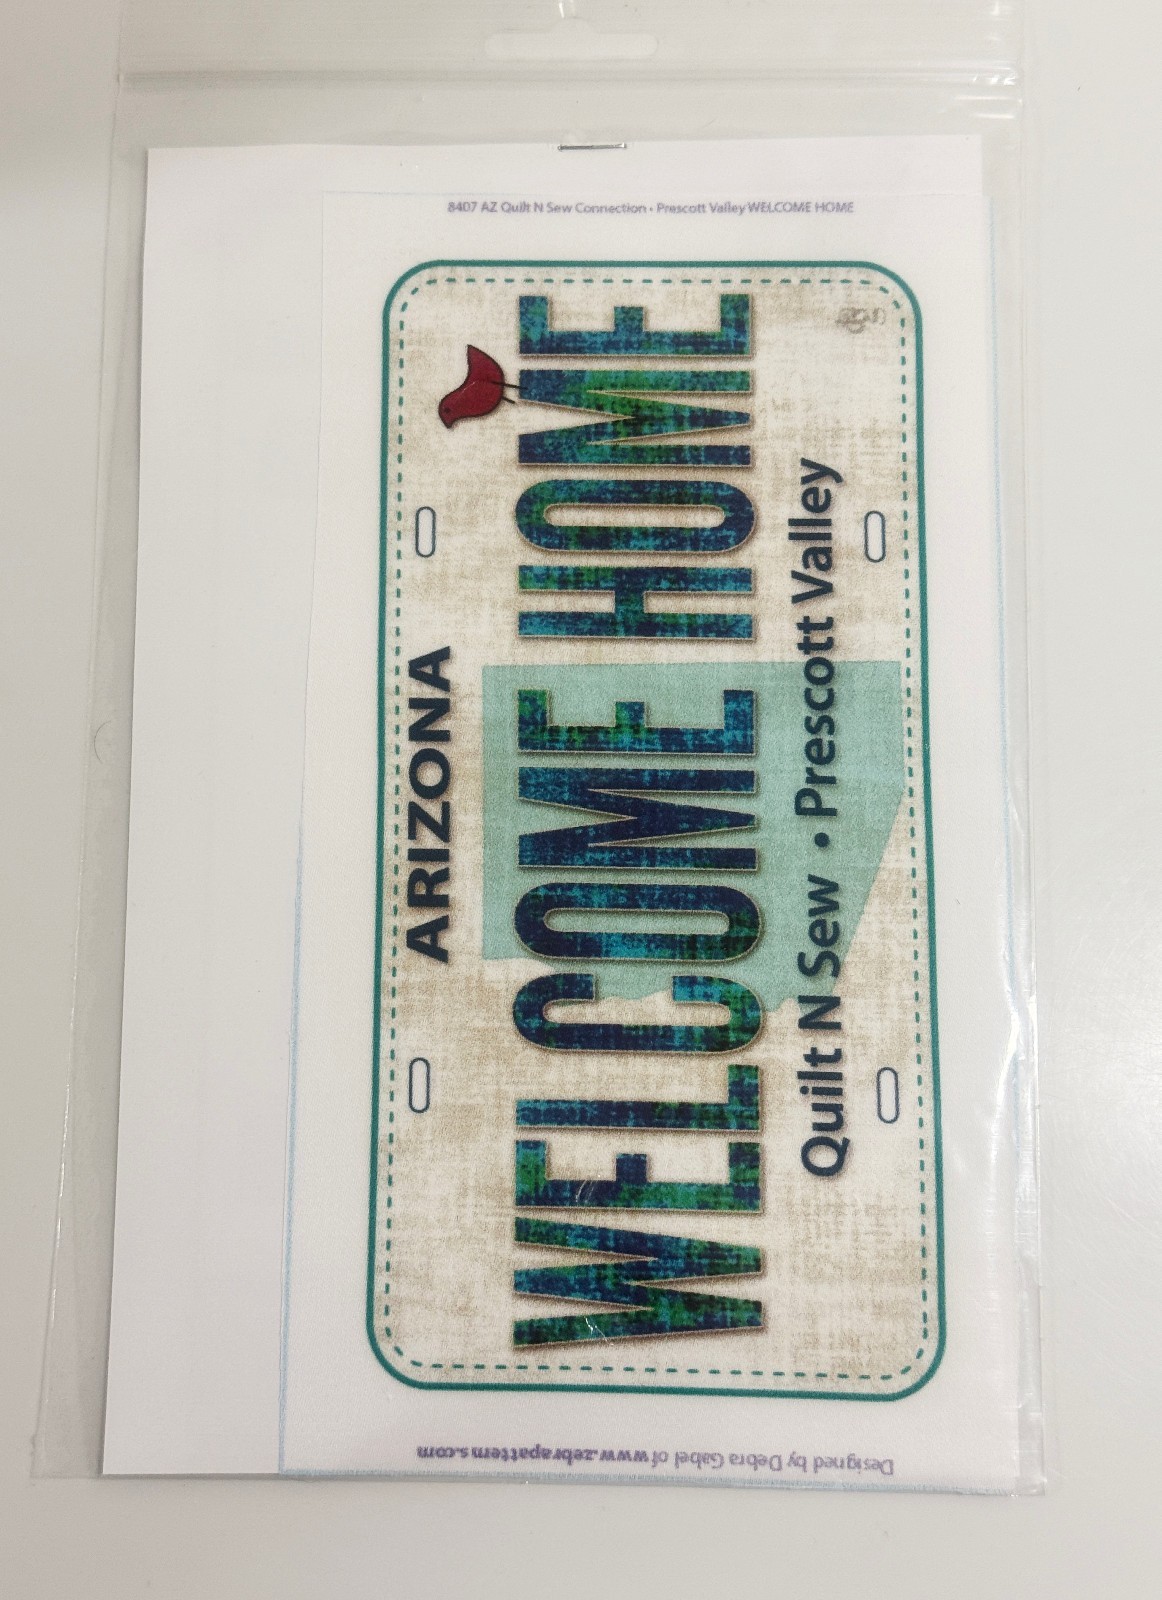 8407 AZ Quilt N Sew Connection • Prescott Valley WELCOME HOME
ARIZONA
WELCOME HOME
Quilt N Sew • Prescott Valley
Designed by Debra Gabel of www.zebrapatterns.com